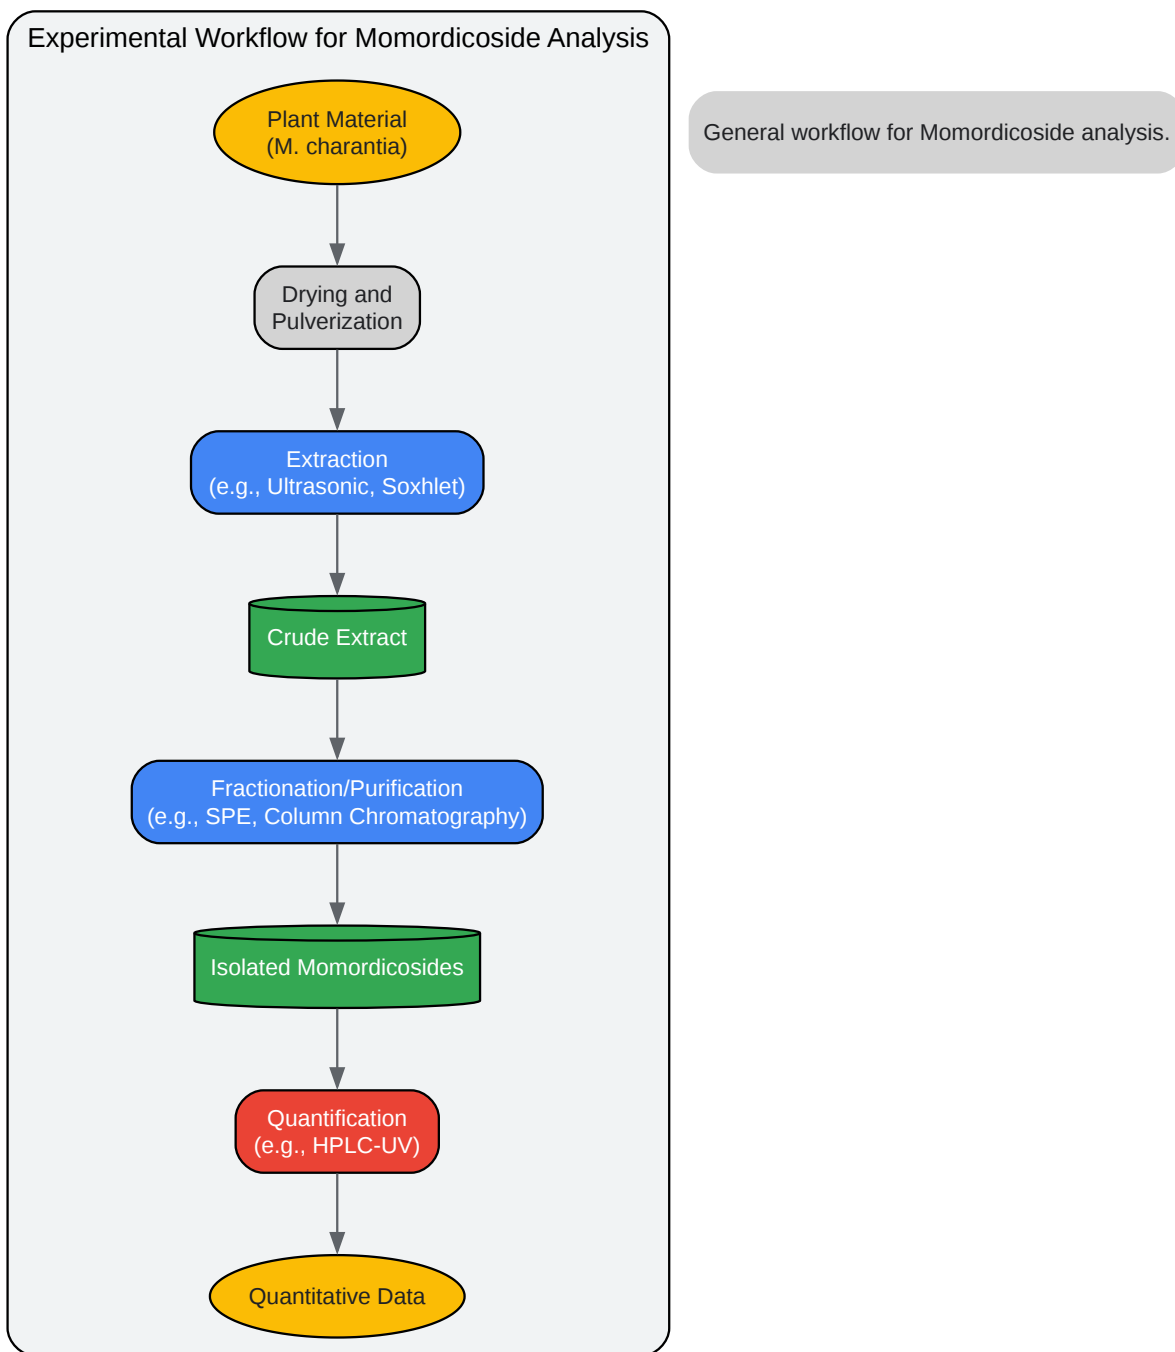 Experimental Workflow for Momordicoside Analysis
Plant Material
(M. charantia)
General workflow for Momordicoside analysis.
Drying and
Pulverization
Extraction
(e.g., Ultrasonic, Soxhlet)
Crude Extract
Fractionation/Purification
(e.g., SPE, Column Chromatography)
Isolated Momordicosides
Quantification
(e.g., HPLC-UV)
Quantitative Data